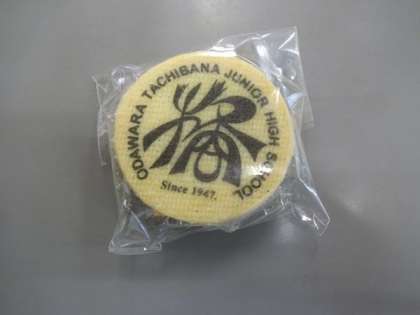 ODAWARA TACHIBANA JUNIOR HIGH SCHOOL
橘
Since 1947.